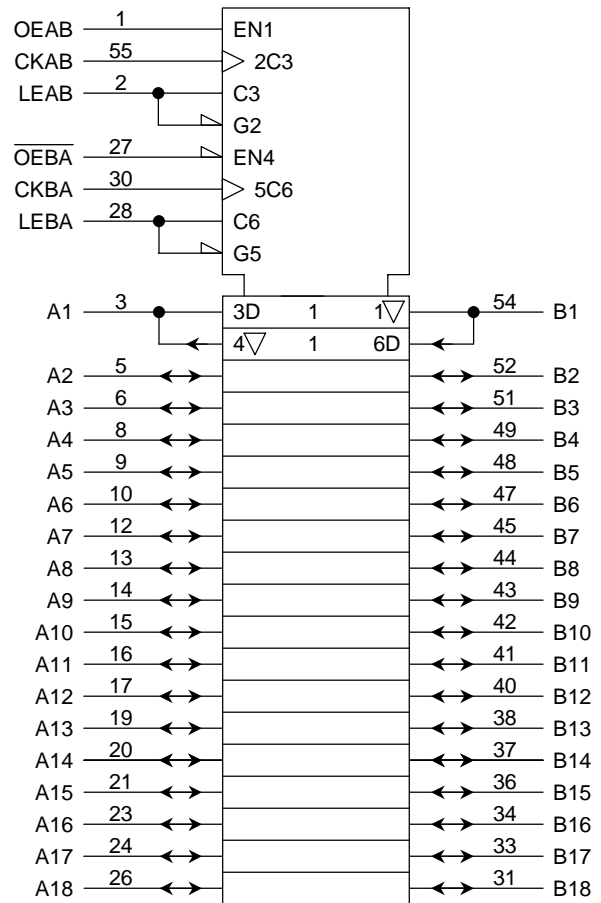 OEAB 1 EN1
CKAB 55 2C3
LEAB 2 C3
G2
OEBA 27 EN4
CKBA 30 5C6
LEBA 28 C6
G5
A1 3 3D 1 1▽ 54 B1
4▽ 1 6D
A2 5 52 B2
A3 6 51 B3
A4 8 49 B4
A5 9 48 B5
A6 10 47 B6
A7 12 45 B7
A8 13 44 B8
A9 14 43 B9
A10 15 42 B10
A11 16 41 B11
A12 17 40 B12
A13 19 38 B13
A14 20 37 B14
A15 21 36 B15
A16 23 34 B16
A17 24 33 B17
A18 26 31 B18